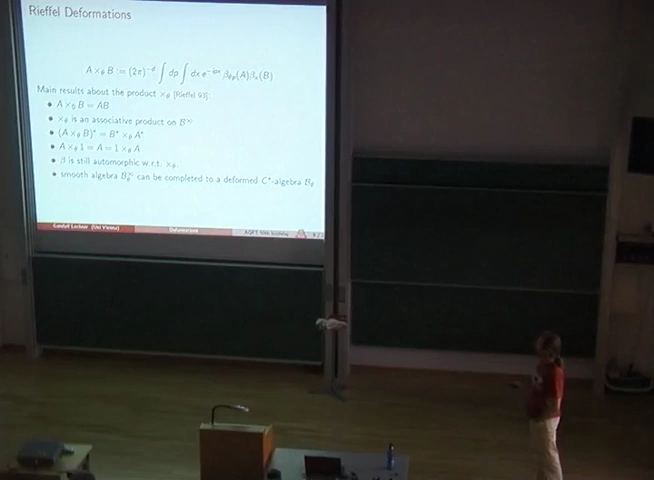 Rieffel Deformations
A ×_θ B := (2π)^{-d} ∫ dp ∫ dx e^{-ipx} β_{θp}(A)β_x(B)
Main results about the product ×_θ [Rieffel 93]:
• A ×_0 B = AB
• ×_θ is an associative product on ℬ^∞
• (A ×_θ B)* = B* ×_θ A*
• A ×_θ 1 = A = 1 ×_θ A
• β is still automorphic w.r.t. ×_θ.
• smooth algebra ℬ_θ^∞ can be completed to a deformed C*-algebra ℬ_θ
Gandalf Lechner (Uni Vienna) Deformations AQFT